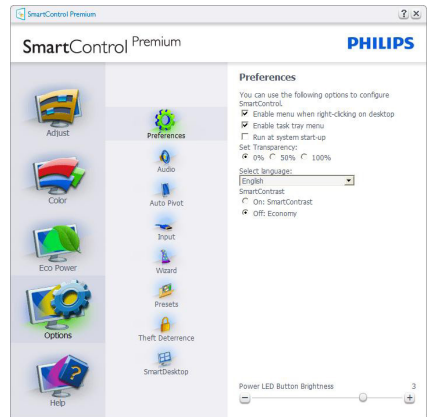 SmartControl Premium
SmartControl Premium
PHILIPS
Adjust
Color
Eco Power
Options
Help
Preferences
Audio
Auto Pivot
Input
Wizard
Presets
Theft Deterrence
SmartDesktop
Preferences
You can use the following options to configure
SmartControl.
Enable menu when right-clicking on desktop
Enable task tray menu
Run at system start-up
Set Transparency:
0% 50% 100%
Select language:
English
SmartContrast
On: SmartContrast
Off: Economy
Power LED Button Brightness 3